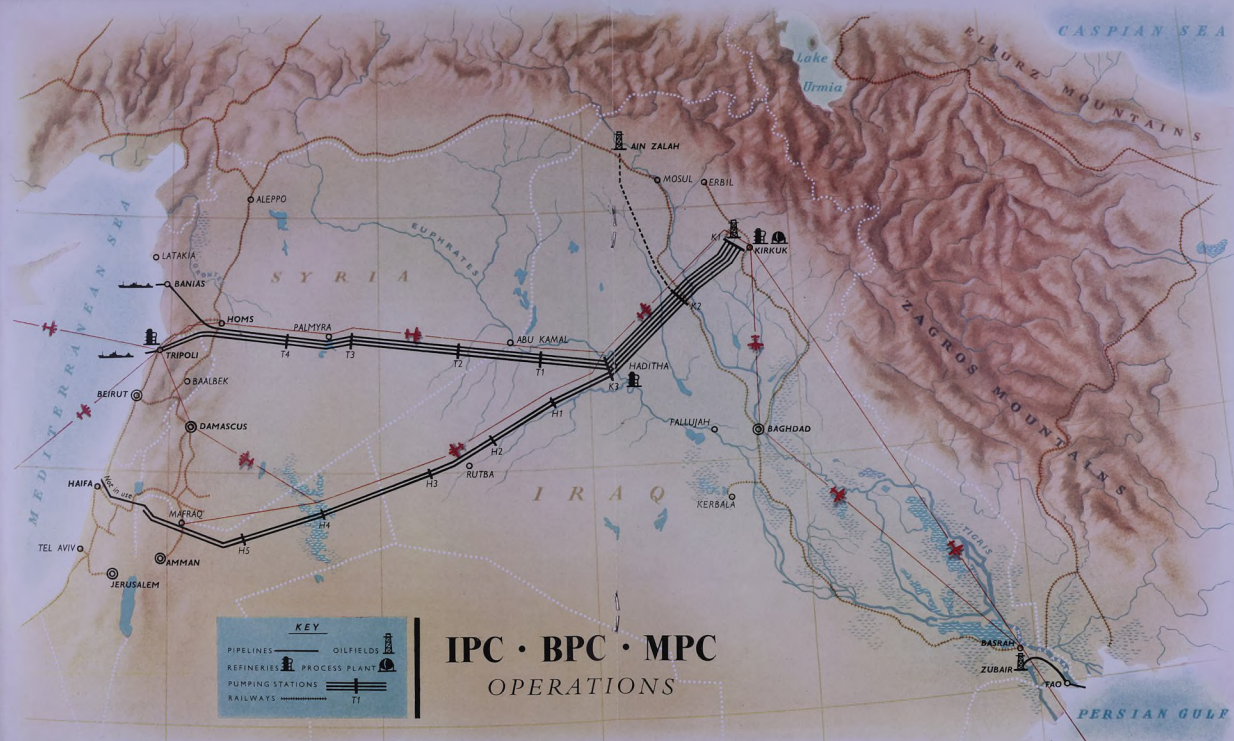 CASPIAN SEA
ELBURZ MOUNTAINS
Lake
Urmia
AIN ZALAH
MOSUL
ERBIL
ALEPPO
MEDITERRANEAN SEA
EUPHRATES
K1
KIRKUK
LATAKIA
ORONTES
SYRIA
BANIAS
K2
ZAGROS MOUNTAINS
HOMS
PALMYRA
ABU KAMAL
TRIPOLI
T4
T3
T2
T1
HADITHA
K3
BAALBEK
BEIRUT
H1
DAMASCUS
FALLUJAH
BAGHDAD
H2
RUTBA
H3
HAIFA
Not in use
IRAQ
KERBALA
MAFRAQ
H4
TIGRIS
H5
TEL AVIV
AMMAN
JERUSALEM
KEY
PIPELINES
OILFIELDS
REFINERIES
PROCESS PLANT
PUMPING STATIONS
RAILWAYS
T1
IPC · BPC · MPC
OPERATIONS
BASRAH
ZUBAIR
FAO
PERSIAN GULF